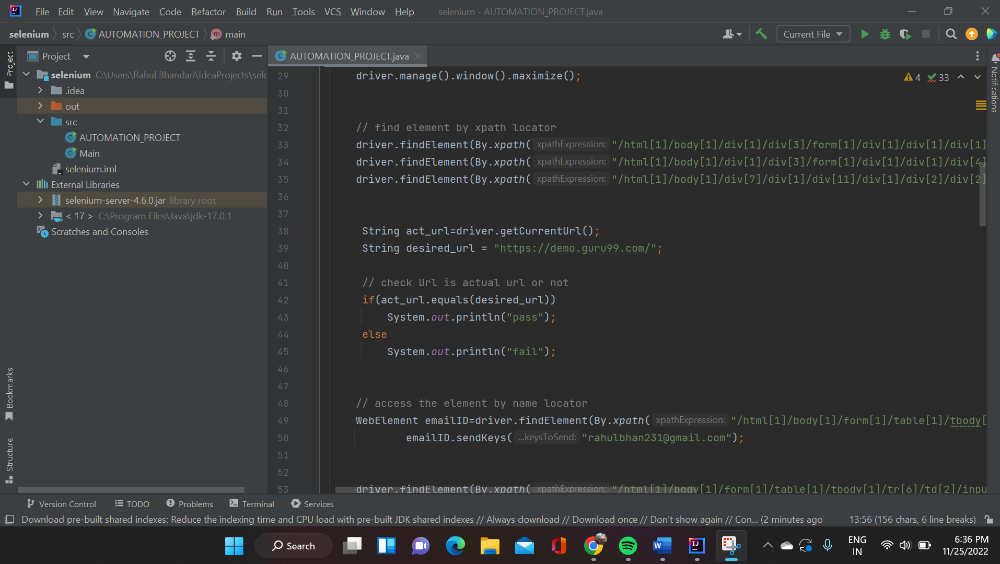 File Edit View Navigate Code Refactor Build Run Tools VCS Window Help selenium - AUTOMATION_PROJECT.java
selenium src AUTOMATION_PROJECT main Current File
Project
AUTOMATION_PROJECT.java
selenium C:\Users\Rahul Bhandari\IdeaProjects\sele
.idea
out
src
AUTOMATION_PROJECT
Main
selenium.iml
External Libraries
selenium-server-4.6.0.jar library root
< 17 > C:\Program Files\Java\jdk-17.0.1
Scratches and Consoles
Project
Bookmarks
Structure
Notifications
4 33
29 driver.manage().window().maximize();
30
31
32 // find element by xpath locator
33 driver.findElement(By.xpath( xpathExpression: "/html[1]/body[1]/div[1]/div[3]/form[1]/div[1]/div[1]/div[1]
34 driver.findElement(By.xpath( xpathExpression: "/html[1]/body[1]/div[1]/div[3]/form[1]/div[1]/div[1]/div[4]
35 driver.findElement(By.xpath( xpathExpression: "/html[1]/body[1]/div[7]/div[1]/div[11]/div[1]/div[2]/div[2]
36
37
38 String act_url=driver.getCurrentUrl();
39 String desired_url = "https://demo.guru99.com/";
40
41 // check Url is actual url or not
42 if(act_url.equals(desired_url))
43 System.out.println("pass");
44 else
45 System.out.println("fail");
46
47
48 // access the element by name locator
49 WebElement emailID=driver.findElement(By.xpath( xpathExpression: "/html[1]/body[1]/form[1]/table[1]/tbody[
50 emailID.sendKeys( ...keysToSend: "rahulbhan231@gmail.com");
51
52
53 driver.findElement(By.xpath( xpathExpression: "/html[1]/body[1]/form[1]/table[1]/tbody[1]/tr[6]/td[2]/inpu
Version Control TODO Problems Terminal Services
Download pre-built shared indexes: Reduce the indexing time and CPU load with pre-built JDK shared indexes // Always download // Download once // Don't show again // Con... (2 minutes ago) 13:56 (156 chars, 6 line breaks)
Search
ENG
IN
6:36 PM
11/25/2022